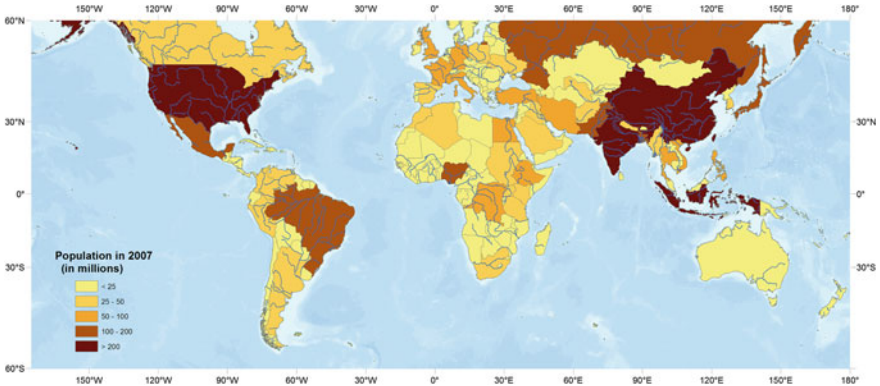 150°W 120°W 90°W 60°W 30°W 0° 30°E 60°E 90°E 120°E 150°E 180°
60°N 60°N
30°N 30°N
0° 0°
Population in 2007
(in millions)
30°S 30°S
< 25
25 - 50
50 - 100
100 - 200
> 200
60°S 60°S
150°W 120°W 90°W 60°W 30°W 0° 30°E 60°E 90°E 120°E 150°E 180°